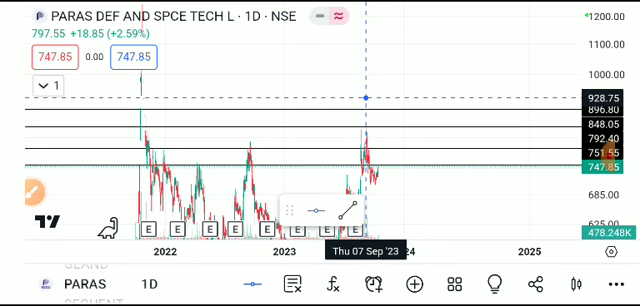 PARAS DEF AND SPCE TECH L · 1D · NSE
797.55 +18.85 (+2.59%)
747.85 0.00 747.85
1
1200.00
1100.00
1000.00
928.75
896.80
848.05
792.40
751.55
747.85
685.00
625.00
478.248K
E E E E E E E E
Thu 07 Sep '23
2022 2023 2025
PARAS 1D